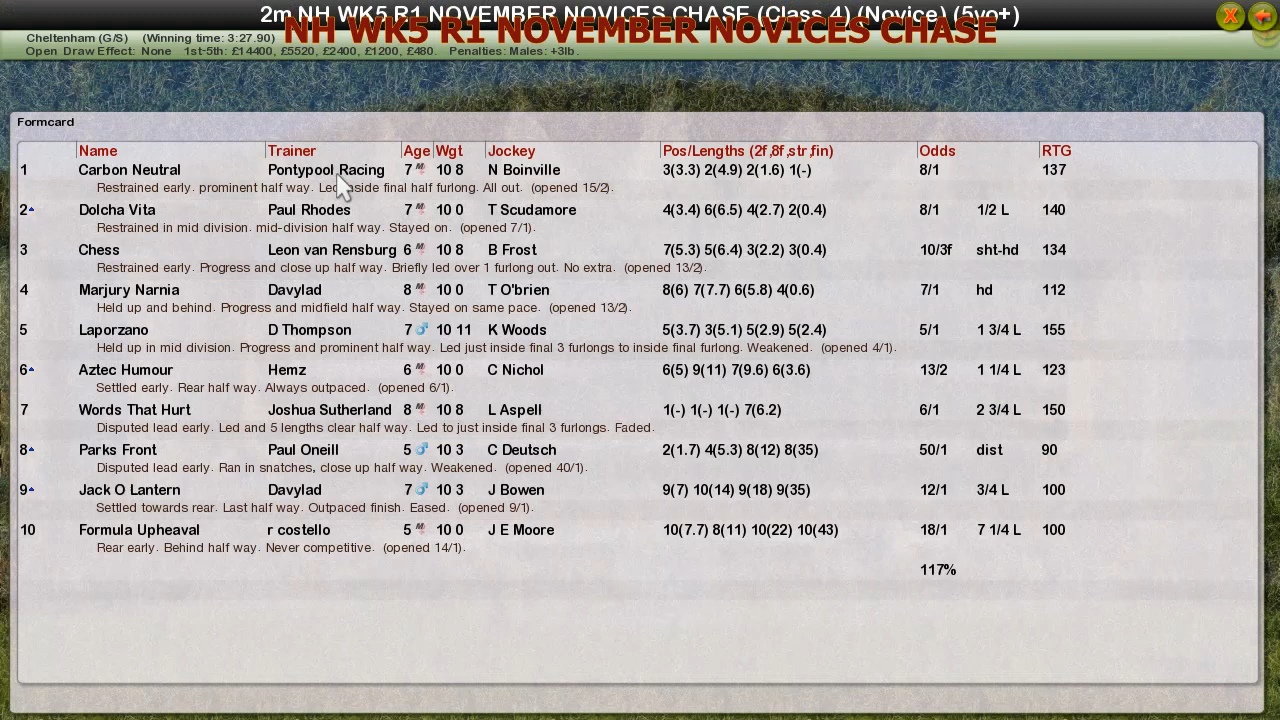 2m NH WK5 R1 NOVEMBER NOVICES CHASE (Class 4) (Novice) (5yo+)
NH WK5 R1 NOVEMBER NOVICES CHASE
Cheltenham (G/S) (Winning time: 3:27.90)
Open Draw Effect: None 1st-5th: £14400, £5520, £2400, £1200, £480. Penalties: Males: +3lb.
Formcard
Name Trainer Age Wgt Jockey Pos/Lengths (2f,8f,str,fin) Odds RTG
1 Carbon Neutral Pontypool Racing 7 M 10 8 N Boinville 3(3.3) 2(4.9) 2(1.6) 1(-) 8/1 137
Restrained early. prominent half way. Led inside final half furlong. All out. (opened 15/2).
2 Dolcha Vita Paul Rhodes 7 M 10 0 T Scudamore 4(3.4) 6(6.5) 4(2.7) 2(0.4) 8/1 1/2 L 140
Restrained in mid division. mid-division half way. Stayed on. (opened 7/1).
3 Chess Leon van Rensburg 6 M 10 8 B Frost 7(5.3) 5(6.4) 3(2.2) 3(0.4) 10/3f sht-hd 134
Restrained early. Progress and close up half way. Briefly led over 1 furlong out. No extra. (opened 13/2).
4 Marjury Narnia Davylad 8 M 10 0 T O'brien 8(6) 7(7.7) 6(5.8) 4(0.6) 7/1 hd 112
Held up and behind. Progress and midfield half way. Stayed on same pace. (opened 13/2).
5 Laporzano D Thompson 7 ♂ 10 11 K Woods 5(3.7) 3(5.1) 5(2.9) 5(2.4) 5/1 1 3/4 L 155
Held up in mid division. Progress and prominent half way. Led just inside final 3 furlongs to inside final furlong. Weakened. (opened 4/1).
6 Aztec Humour Hemz 6 M 10 0 C Nichol 6(5) 9(11) 7(9.6) 6(3.6) 13/2 1 1/4 L 123
Settled early. Rear half way. Always outpaced. (opened 6/1).
7 Words That Hurt Joshua Sutherland 8 M 10 8 L Aspell 1(-) 1(-) 1(-) 7(6.2) 6/1 2 3/4 L 150
Disputed lead early. Led and 5 lengths clear half way. Led to just inside final 3 furlongs. Faded.
8 Parks Front Paul Oneill 5 ♂ 10 3 C Deutsch 2(1.7) 4(5.3) 8(12) 8(35) 50/1 dist 90
Disputed lead early. Ran in snatches, close up half way. Weakened. (opened 40/1).
9 Jack O Lantern Davylad 7 ♂ 10 3 J Bowen 9(7) 10(14) 9(18) 9(35) 12/1 3/4 L 100
Settled towards rear. Last half way. Outpaced finish. Eased. (opened 9/1).
10 Formula Upheaval r costello 5 M 10 0 J E Moore 10(7.7) 8(11) 10(22) 10(43) 18/1 7 1/4 L 100
Rear early. Behind half way. Never competitive. (opened 14/1).
117%